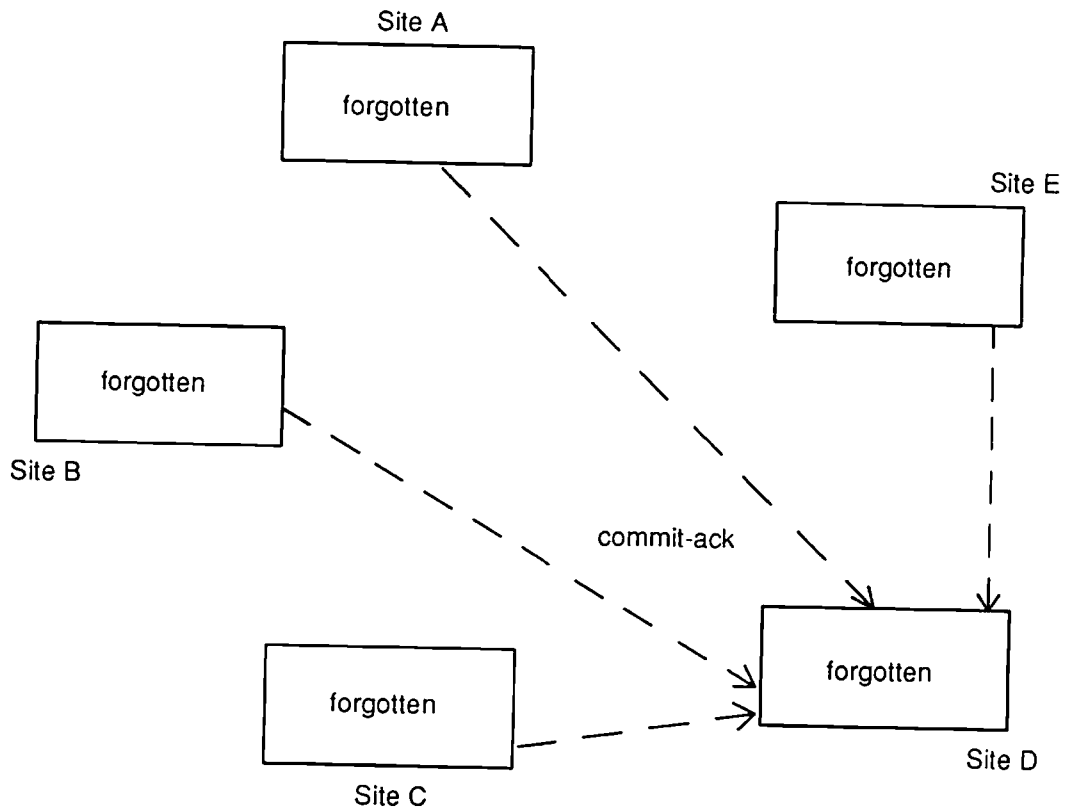 Site A
forgotten
Site E
forgotten
forgotten
Site B
commit-ack
forgotten
forgotten
Site D
Site C